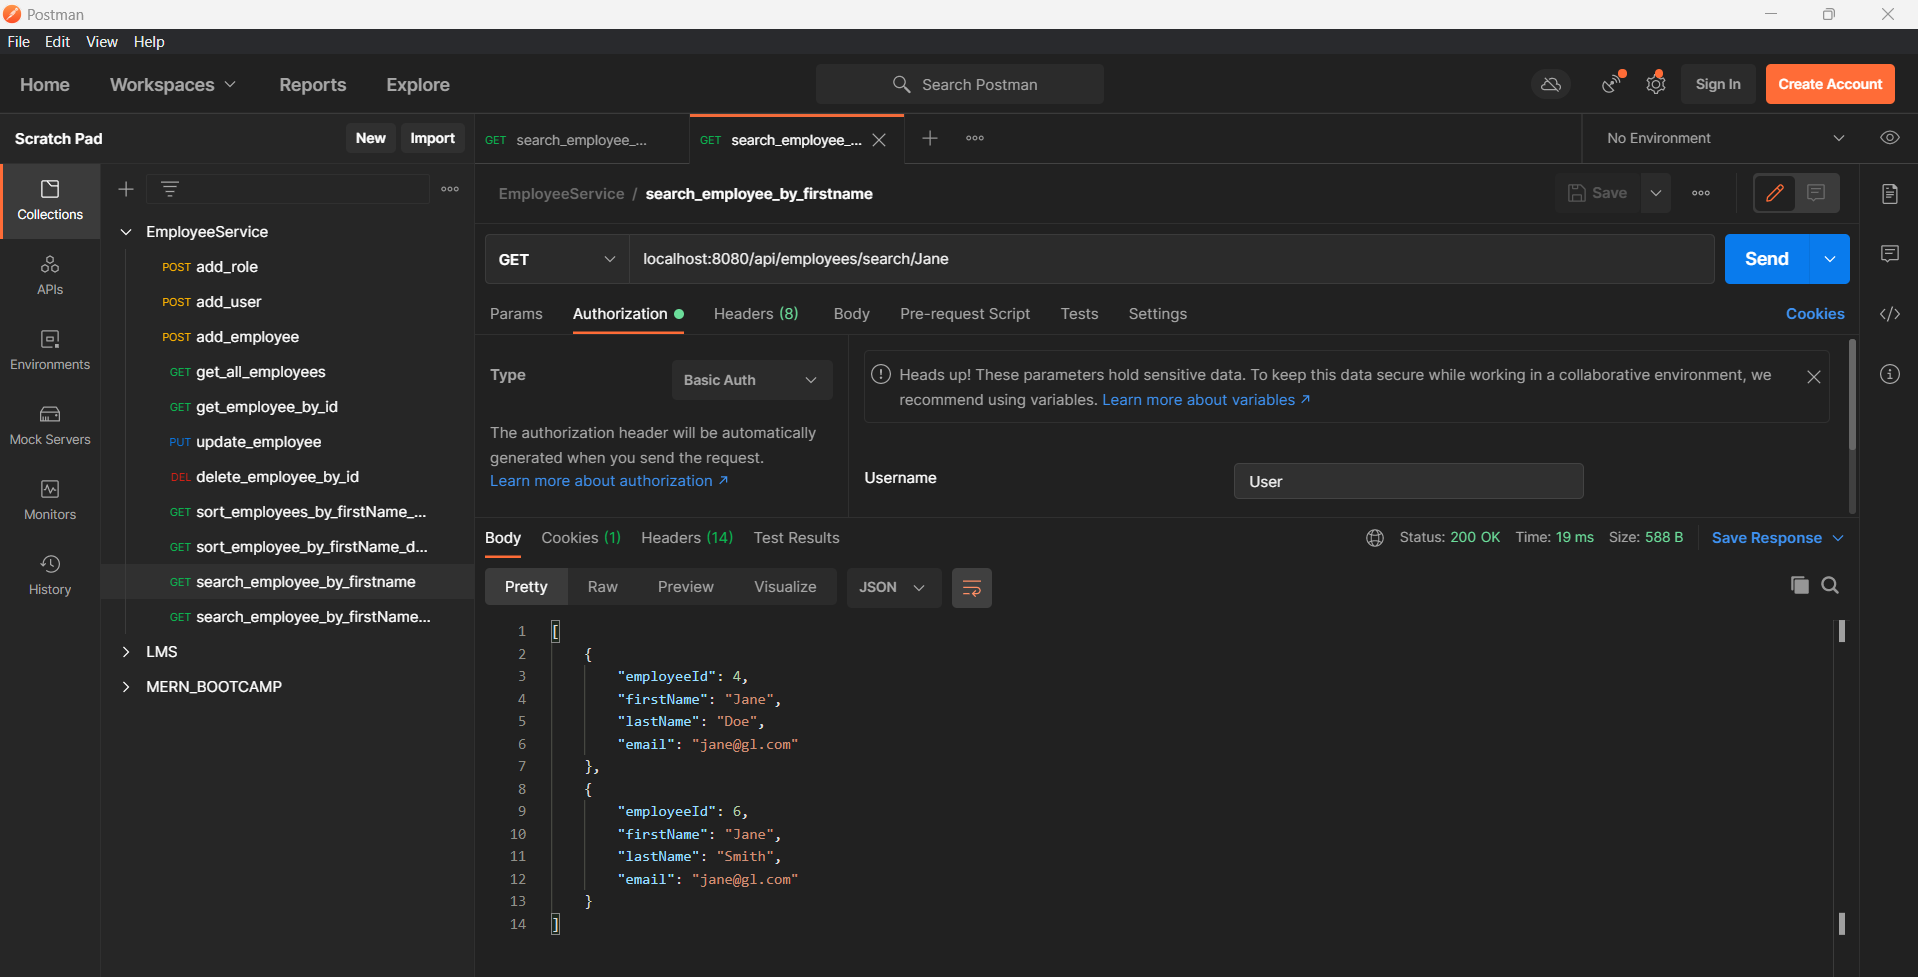 Postman
File Edit View Help
Home Workspaces Reports Explore Search Postman Sign In Create Account
Scratch Pad New Import GET search_employee_... GET search_employee_... No Environment
Collections
APIs
Environments
Mock Servers
Monitors
History
EmployeeService
POST add_role
POST add_user
POST add_employee
GET get_all_employees
GET get_employee_by_id
PUT update_employee
DEL delete_employee_by_id
GET sort_employees_by_firstName_...
GET sort_employee_by_firstName_d...
GET search_employee_by_firstname
GET search_employee_by_firstName...
LMS
MERN_BOOTCAMP
EmployeeService / search_employee_by_firstname Save
GET localhost:8080/api/employees/search/Jane Send
Params Authorization Headers (8) Body Pre-request Script Tests Settings Cookies
Type Basic Auth
The authorization header will be automatically
generated when you send the request.
Learn more about authorization ↗
Heads up! These parameters hold sensitive data. To keep this data secure while working in a collaborative environment, we
recommend using variables. Learn more about variables ↗
Username User
Body Cookies (1) Headers (14) Test Results Status: 200 OK Time: 19 ms Size: 588 B Save Response
Pretty Raw Preview Visualize JSON
1 [
2 {
3 "employeeId": 4,
4 "firstName": "Jane",
5 "lastName": "Doe",
6 "email": "jane@gl.com"
7 },
8 {
9 "employeeId": 6,
10 "firstName": "Jane",
11 "lastName": "Smith",
12 "email": "jane@gl.com"
13 }
14 ]